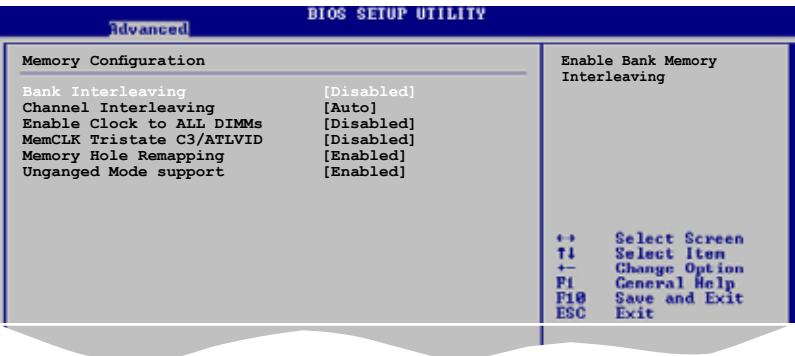 BIOS SETUP UTILITY
Advanced
Memory Configuration
Bank Interleaving [Disabled]
Channel Interleaving [Auto]
Enable Clock to ALL DIMMs [Disabled]
MemCLK Tristate C3/ATLVID [Disabled]
Memory Hole Remapping [Enabled]
Unganged Mode support [Enabled]
Enable Bank Memory
Interleaving
←→ Select Screen
↑↓ Select Item
+- Change Option
F1 General Help
F10 Save and Exit
ESC Exit